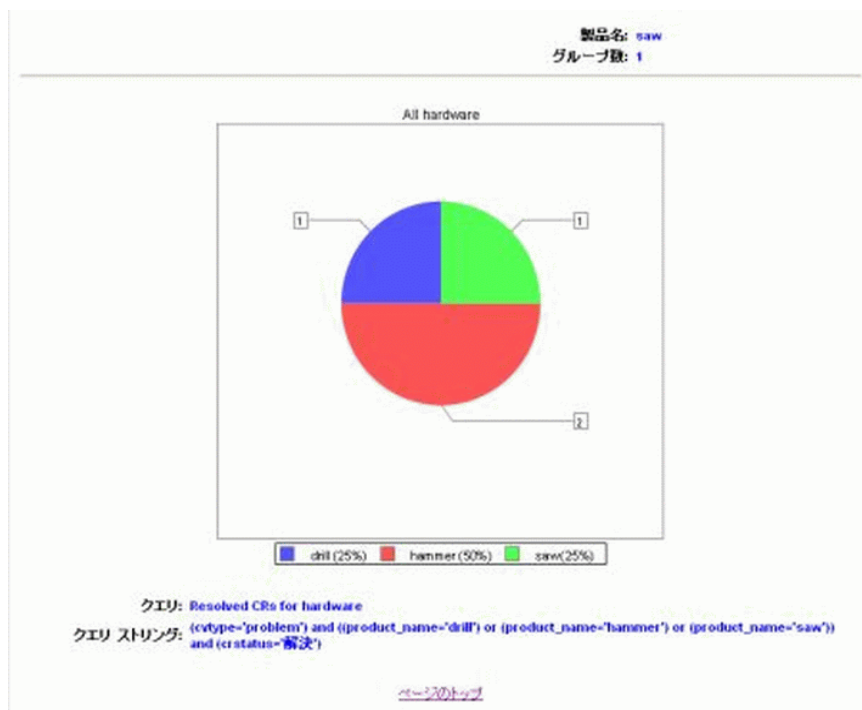 製品名: saw
グループ数: 1
All hardware
1
1
2
drill (25%) hammer (50%) saw(25%)
クエリ: Resolved CRs for hardware
クエリ ストリング: (cvtype='problem') and ((product_name='drill') or (product_name='hammer') or (product_name='saw'))
and (crstatus='解決')
ページのトップ